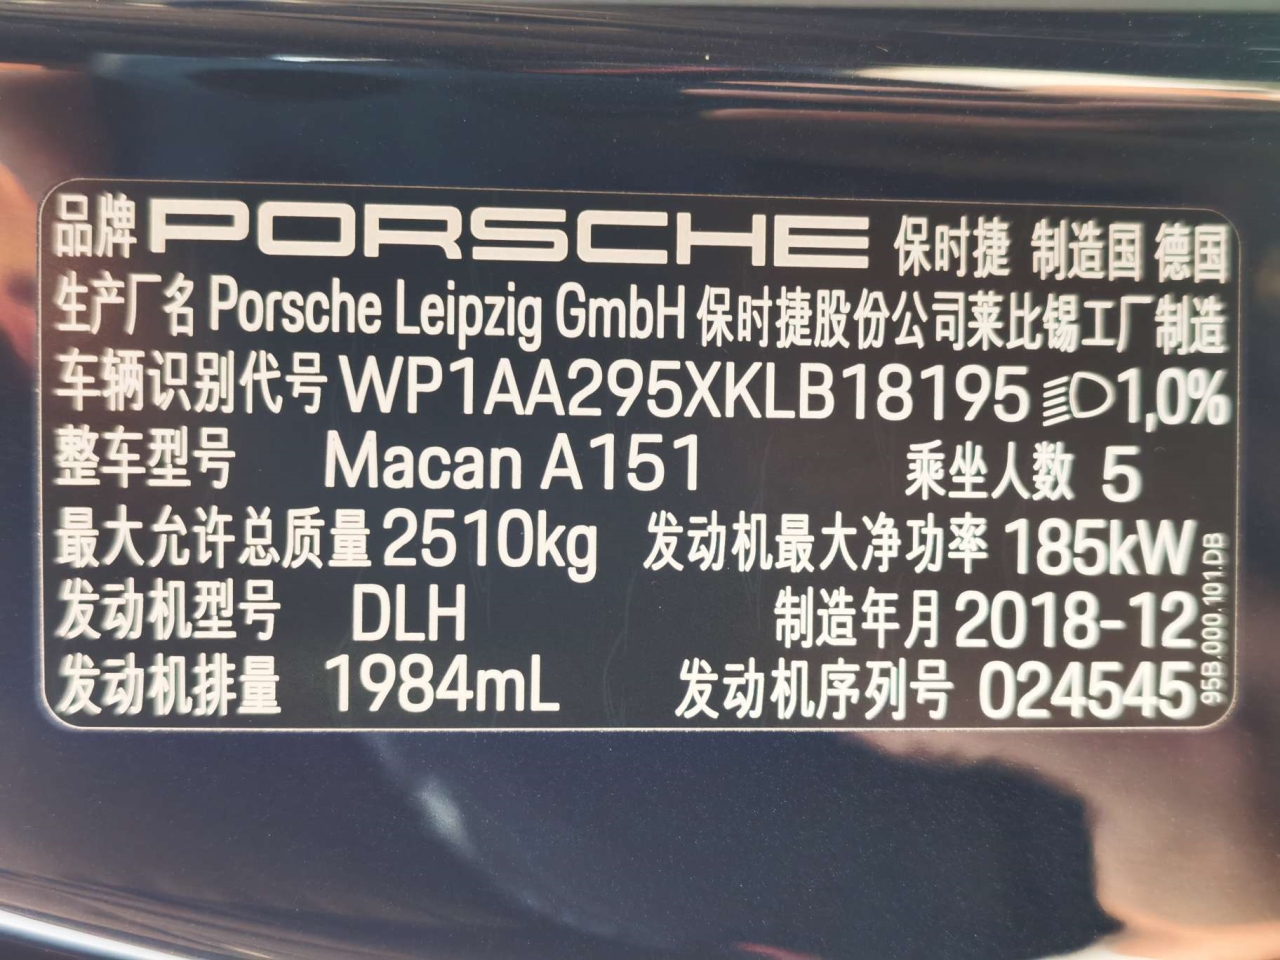 品牌 PORSCHE 保时捷 制造国 德国
生产厂名 Porsche Leipzig GmbH 保时捷股份公司莱比锡工厂制造
车辆识别代号 WP1AA295XKLB18195 1,0%
整车型号 Macan A151 乘坐人数 5
最大允许总质量 2510kg 发动机最大净功率 185kW
发动机型号 DLH 制造年月 2018-12
发动机排量 1984mL 发动机序列号 024545
95B.000.101.DB